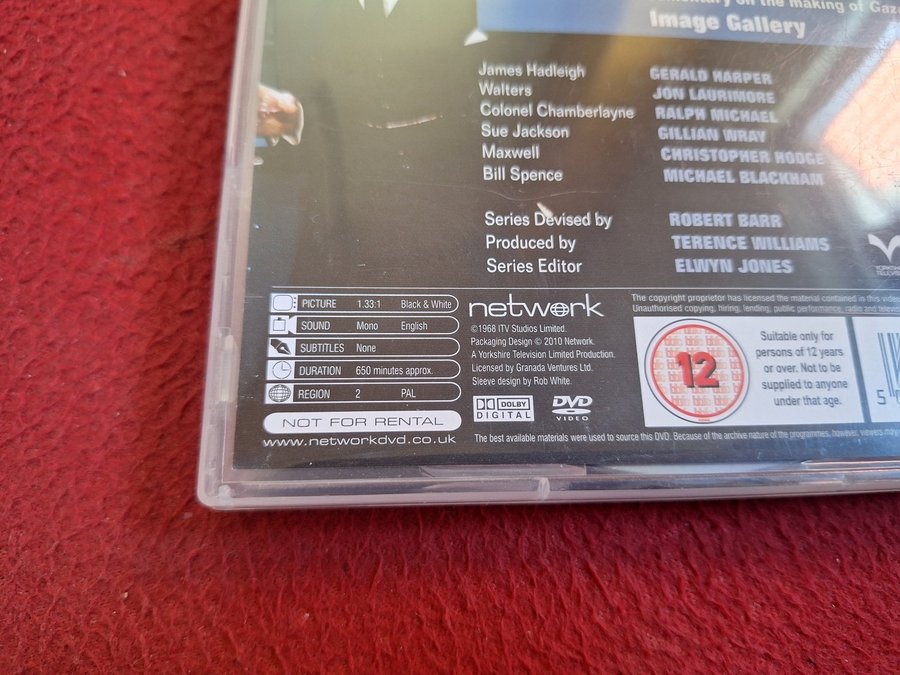 on the making of Gaza
Image Gallery
James Hadleigh GERALD HARPER
Walters JON LAURIMORE
Colonel Chamberlayne RALPH MICHAEL
Sue Jackson GILLIAN WRAY
Maxwell CHRISTOPHER HODGE
Bill Spence MICHAEL BLACKHAM
Series Devised by ROBERT BARR
Produced by TERENCE WILLIAMS
Series Editor ELWYN JONES
PICTURE 1.33:1 Black & White
SOUND Mono English
SUBTITLES None
DURATION 650 minutes approx.
REGION 2 PAL
NOT FOR RENTAL
www.networkdvd.co.uk
network
©1968 ITV Studios Limited.
Packaging Design © 2010 Network.
A Yorkshire Television Limited Production.
Licensed by Granada Ventures Ltd.
Sleeve design by Rob White.
DOLBY
DIGITAL
DVD
VIDEO
The copyright proprietor has licensed the material contained in this video
Unauthorised copying, hiring, lending, public performance, radio and
12
Suitable only for
persons of 12 years
or over. Not to be
supplied to anyone
under that age.
5
The best available materials were used to source this DVD. Because of the archive nature of the programmes, however, viewers may